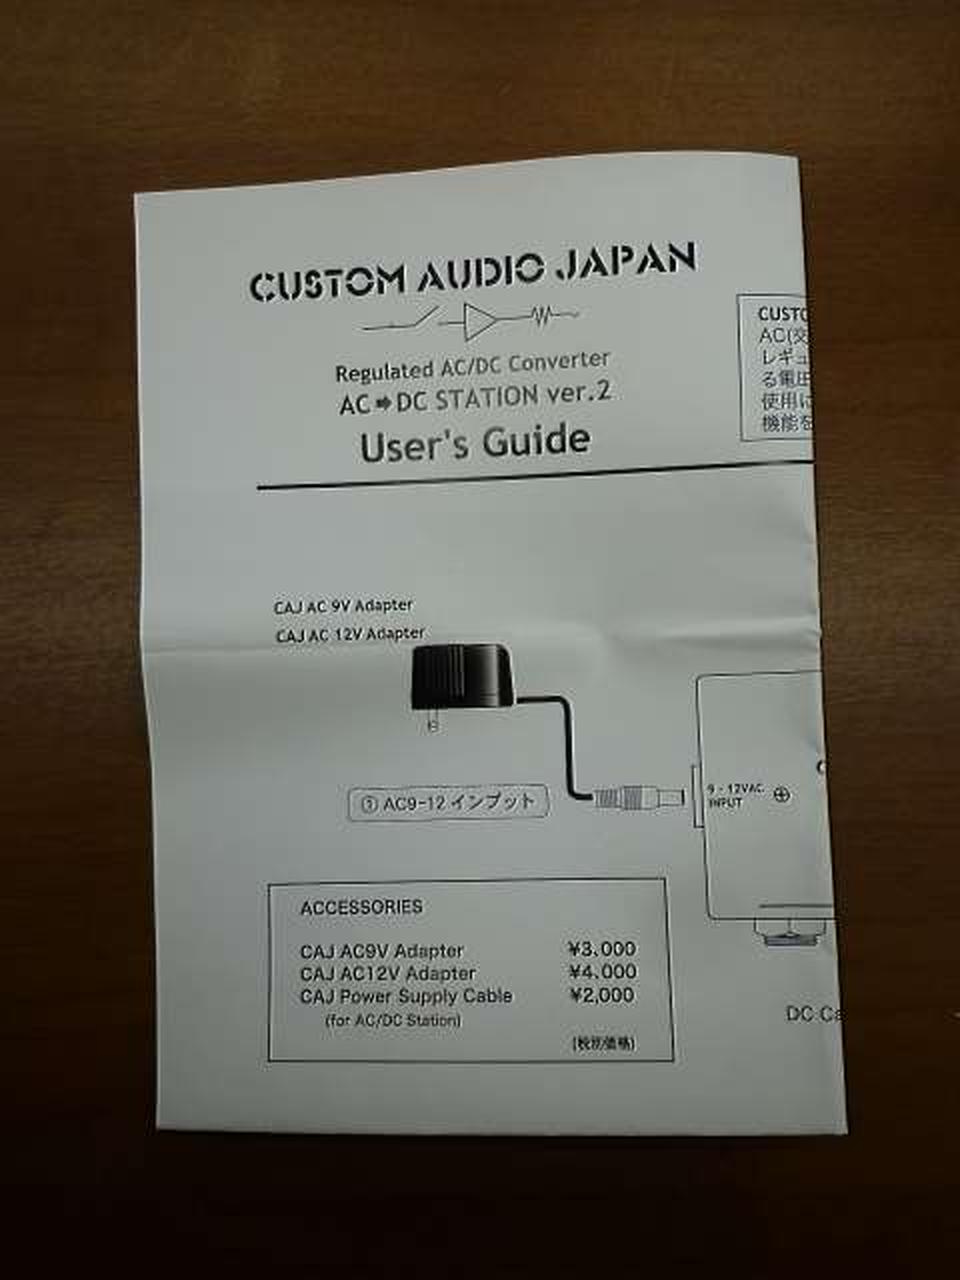 CUSTOM AUDIO JAPAN
Regulated AC/DC Converter
AC➡DC STATION ver.2
User's Guide
CUSTO
AC(交
レギュ
る電圧
使用に
機能を
CAJ AC 9V Adapter
CAJ AC 12V Adapter
① AC9-12 インプット
9 - 12VAC
INPUT
ACCESSORIES
CAJ AC9V Adapter ¥3,000
CAJ AC12V Adapter ¥4,000
CAJ Power Supply Cable ¥2,000
(for AC/DC Station)
(税別価格)
DC Ca